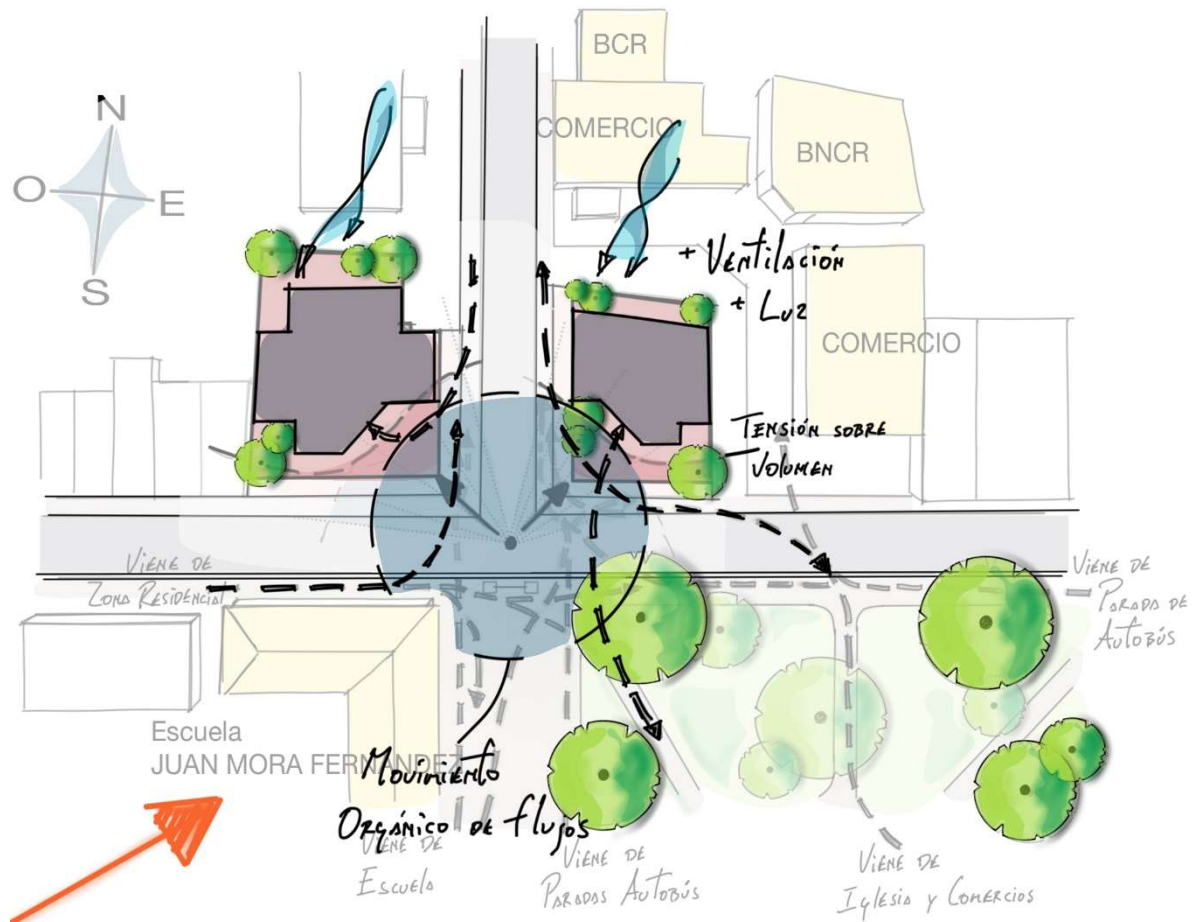 BCR
COMERCIO
BNCR
N
O
E
S
+ VENTILACIÓN
+ LUZ
COMERCIO
TENSIÓN SOBRE
VOLUMEN
VIENE DE
ZONA RESIDENCIAL
VIENE DE
PARADA DE
AUTOBÚS
Escuela
JUAN MORA FERNÁNDEZ
MOVIMIENTO
ORGÁNICO DE FLUJOS
VIENE DE
ESCUELA
VIENE DE
PARADAS AUTOBÚS
VIENE DE
IGLESIA Y COMERCIOS